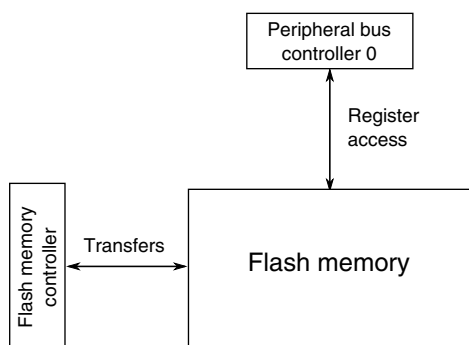 Peripheral bus
controller 0
Register
access
Flash memory
controller
Transfers
Flash memory